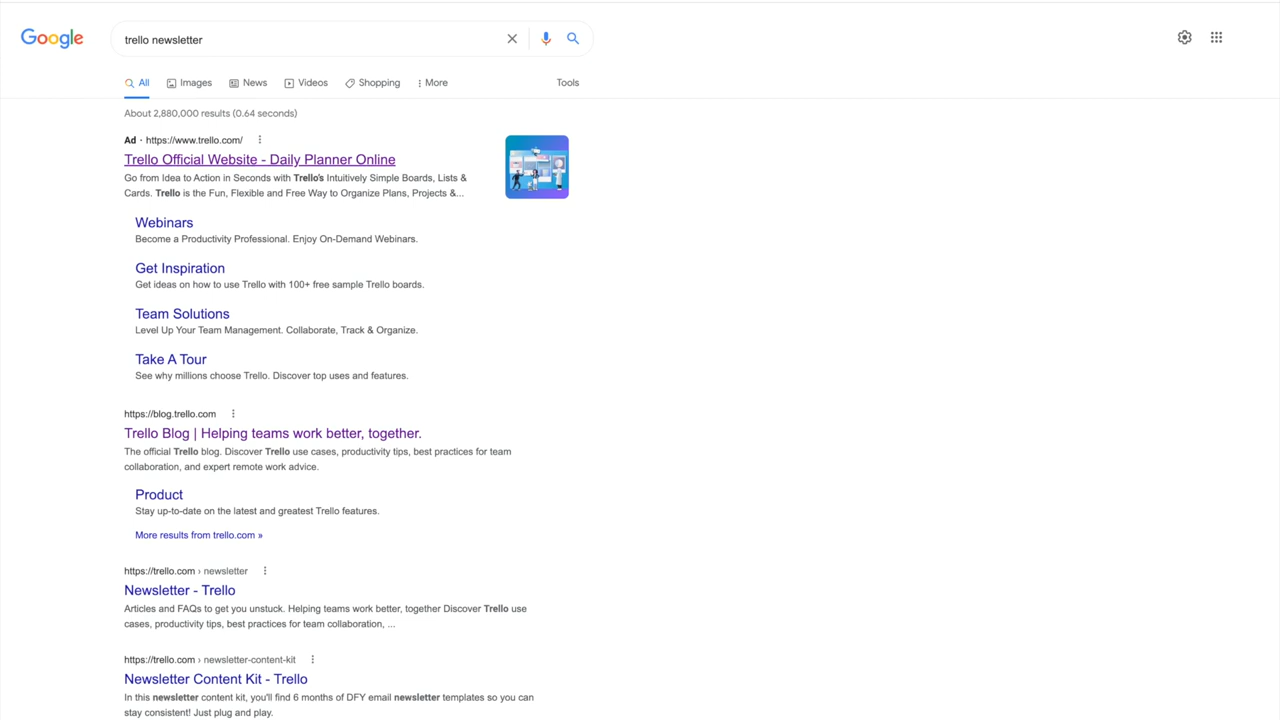 Google
trello newsletter
All Images News Videos Shopping More Tools
About 2,880,000 results (0.64 seconds)
Ad · https://www.trello.com/
Trello Official Website - Daily Planner Online
Go from Idea to Action in Seconds with Trello's Intuitively Simple Boards, Lists &
Cards. Trello is the Fun, Flexible and Free Way to Organize Plans, Projects &...
Webinars
Become a Productivity Professional. Enjoy On-Demand Webinars.
Get Inspiration
Get ideas on how to use Trello with 100+ free sample Trello boards.
Team Solutions
Level Up Your Team Management. Collaborate, Track & Organize.
Take A Tour
See why millions choose Trello. Discover top uses and features.
https://blog.trello.com
Trello Blog | Helping teams work better, together.
The official Trello blog. Discover Trello use cases, productivity tips, best practices for team
collaboration, and expert remote work advice.
Product
Stay up-to-date on the latest and greatest Trello features.
More results from trello.com »
https://trello.com › newsletter
Newsletter - Trello
Articles and FAQs to get you unstuck. Helping teams work better, together Discover Trello use
cases, productivity tips, best practices for team collaboration, ...
https://trello.com › newsletter-content-kit
Newsletter Content Kit - Trello
In this newsletter content kit, you'll find 6 months of DFY email newsletter templates so you can
stay consistent! Just plug and play.